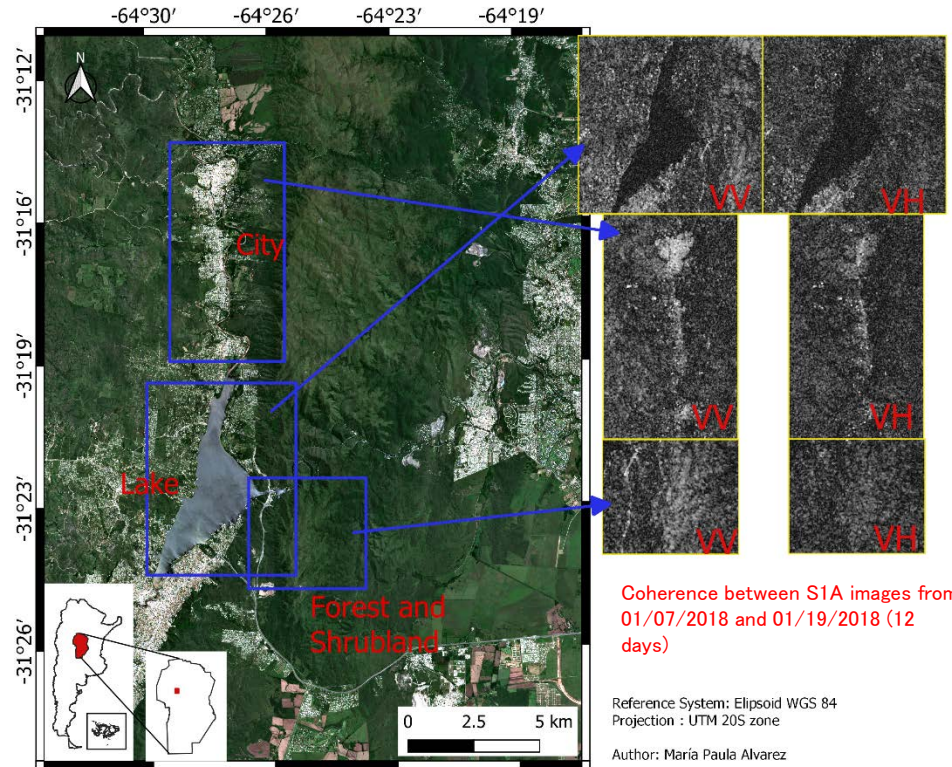 -64°30′ -64°26′ -64°23′ -64°19′
-31°12′
-31°16′
-31°19′
-31°23′
-31°26′
N
City
Lake
Forest and
Shrubland
0 2.5 5 km
VV VH
VV VH
VV VH
Coherence between S1A images from
01/07/2018 and 01/19/2018 (12
days)
Reference System: Elipsoid WGS 84
Projection : UTM 20S zone
Author: María Paula Alvarez